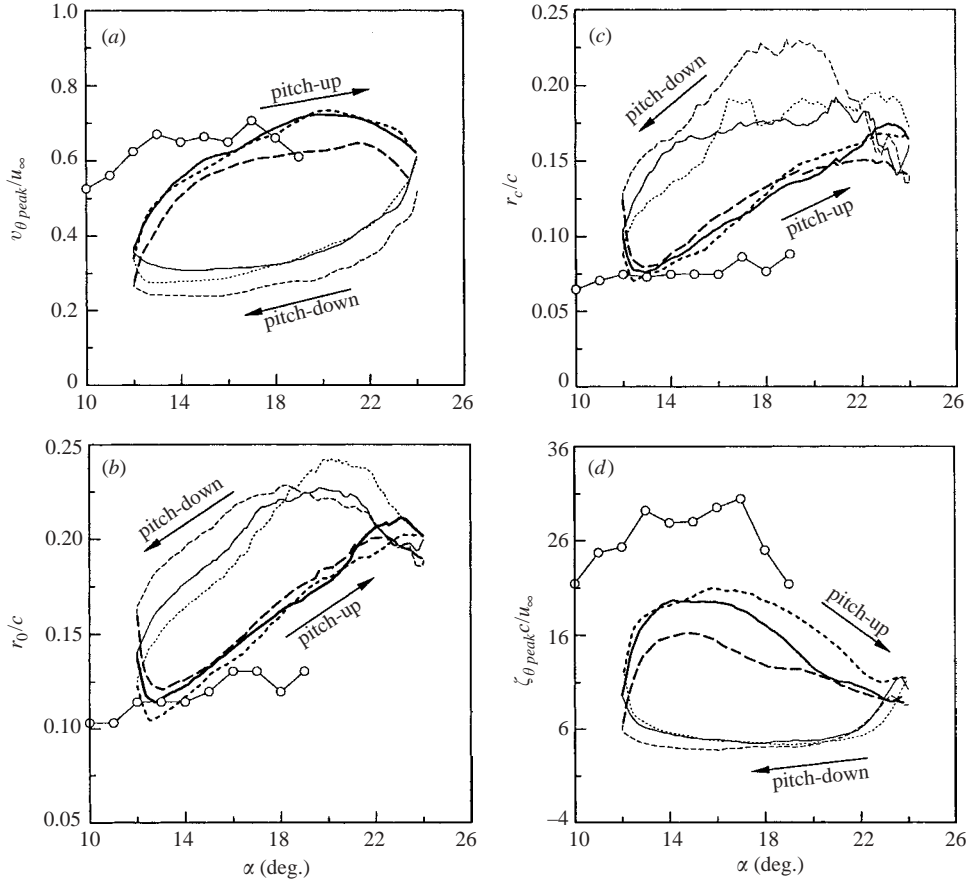 (a)
1.0
0.8
0.6
0.4
0.2
0
v_θ peak/u_∞
pitch-up
pitch-down
10 14 18 22 26
(c)
0.25
0.20
0.15
0.10
0.05
0
r_c/c
pitch-down
pitch-up
10 14 18 22 26
(b)
0.25
0.20
0.15
0.10
0.05
r_0/c
pitch-down
pitch-up
10 14 18 22 26
α (deg.)
(d)
36
26
16
6
−4
ζ_θ peak c/u_∞
pitch-up
pitch-down
10 14 18 22 26
α (deg.)